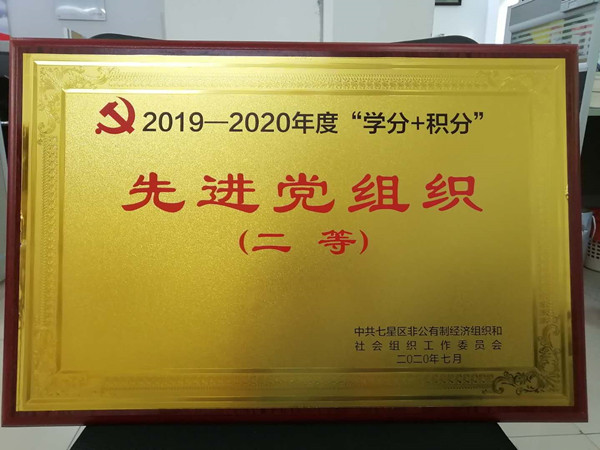 2019—2020年度“学分+积分”
先进党组织
(二 等)
中共七星区非公有制经济组织和
社会组织工作委员会
二〇二〇年七月